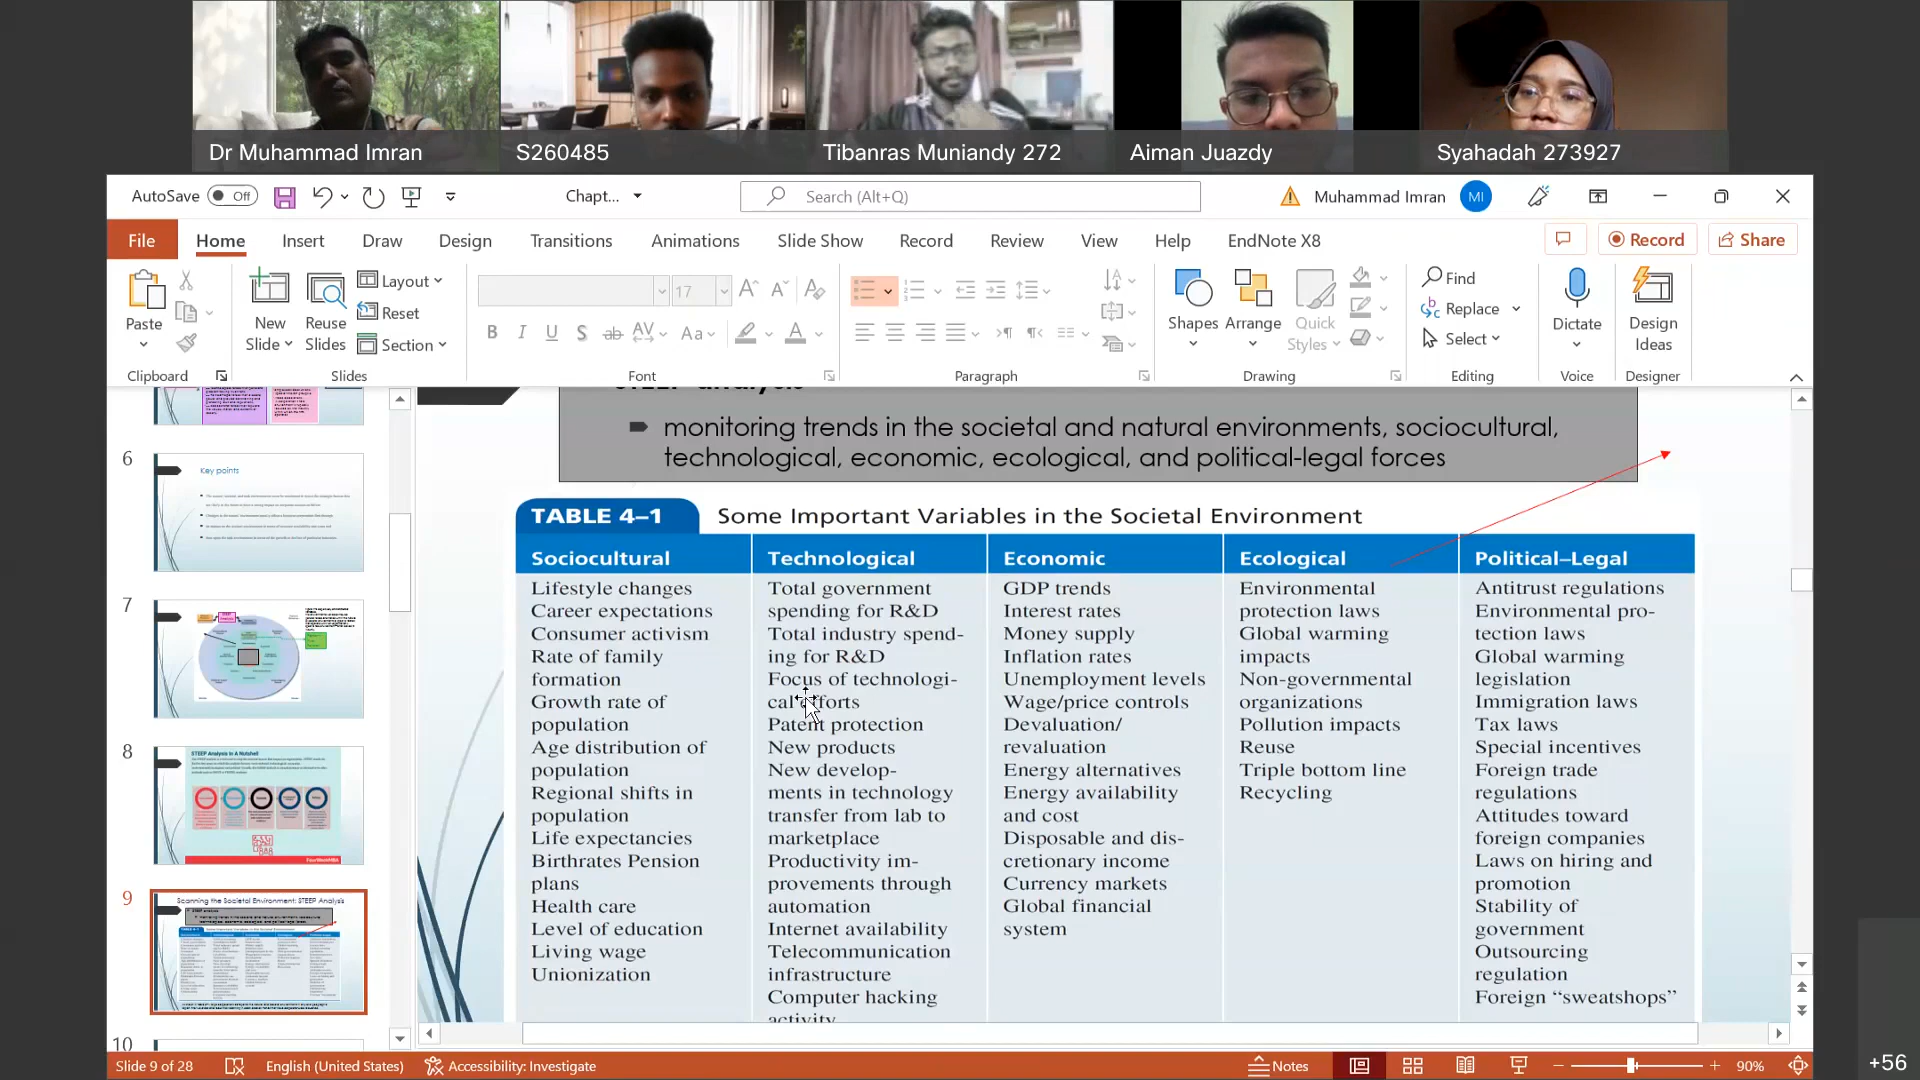 Dr Muhammad Imran
S260485
Tibanras Muniandy 272
Aiman Juazdy
Syahadah 273927
AutoSave Off
Chapt...
Search (Alt+Q)
Muhammad Imran MI
File Home Insert Draw Design Transitions Animations Slide Show Record Review View Help EndNote X8
Record Share
Paste
New Slide
Reuse Slides
Layout
Reset
Section
17
Find
Replace
Select
Shapes Arrange Quick Styles
Dictate
Design Ideas
Clipboard Slides Font Paragraph Drawing Editing Voice Designer
6
Key points
7
8
STEEP Analysis In A Nutshell
9
Scanning the Societal Environment: STEEP Analysis
10
monitoring trends in the societal and natural environments, sociocultural,
technological, economic, ecological, and political-legal forces
TABLE 4–1 Some Important Variables in the Societal Environment
Sociocultural
Lifestyle changes
Career expectations
Consumer activism
Rate of family
formation
Growth rate of
population
Age distribution of
population
Regional shifts in
population
Life expectancies
Birthrates Pension
plans
Health care
Level of education
Living wage
Unionization
Technological
Total government
spending for R&D
Total industry spend-
ing for R&D
Focus of technologi-
cal efforts
Patent protection
New products
New develop-
ments in technology
transfer from lab to
marketplace
Productivity im-
provements through
automation
Internet availability
Telecommunication
infrastructure
Computer hacking
activity
Economic
GDP trends
Interest rates
Money supply
Inflation rates
Unemployment levels
Wage/price controls
Devaluation/
revaluation
Energy alternatives
Energy availability
and cost
Disposable and dis-
cretionary income
Currency markets
Global financial
system
Ecological
Environmental
protection laws
Global warming
impacts
Non-governmental
organizations
Pollution impacts
Reuse
Triple bottom line
Recycling
Political–Legal
Antitrust regulations
Environmental pro-
tection laws
Global warming
legislation
Immigration laws
Tax laws
Special incentives
Foreign trade
regulations
Attitudes toward
foreign companies
Laws on hiring and
promotion
Stability of
government
Outsourcing
regulation
Foreign “sweatshops”
Slide 9 of 28 English (United States) Accessibility: Investigate Notes 90%
+56